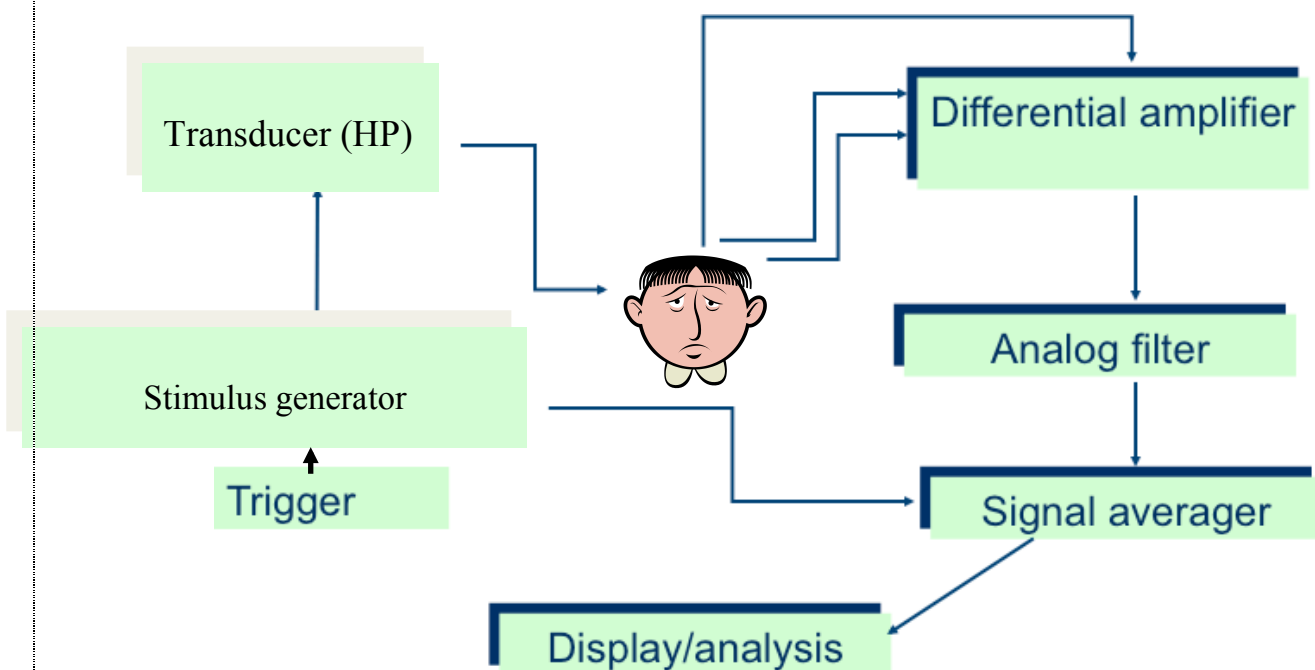 Transducer (HP)
Differential amplifier
Stimulus generator
Analog filter
Trigger
Signal averager
Display/analysis